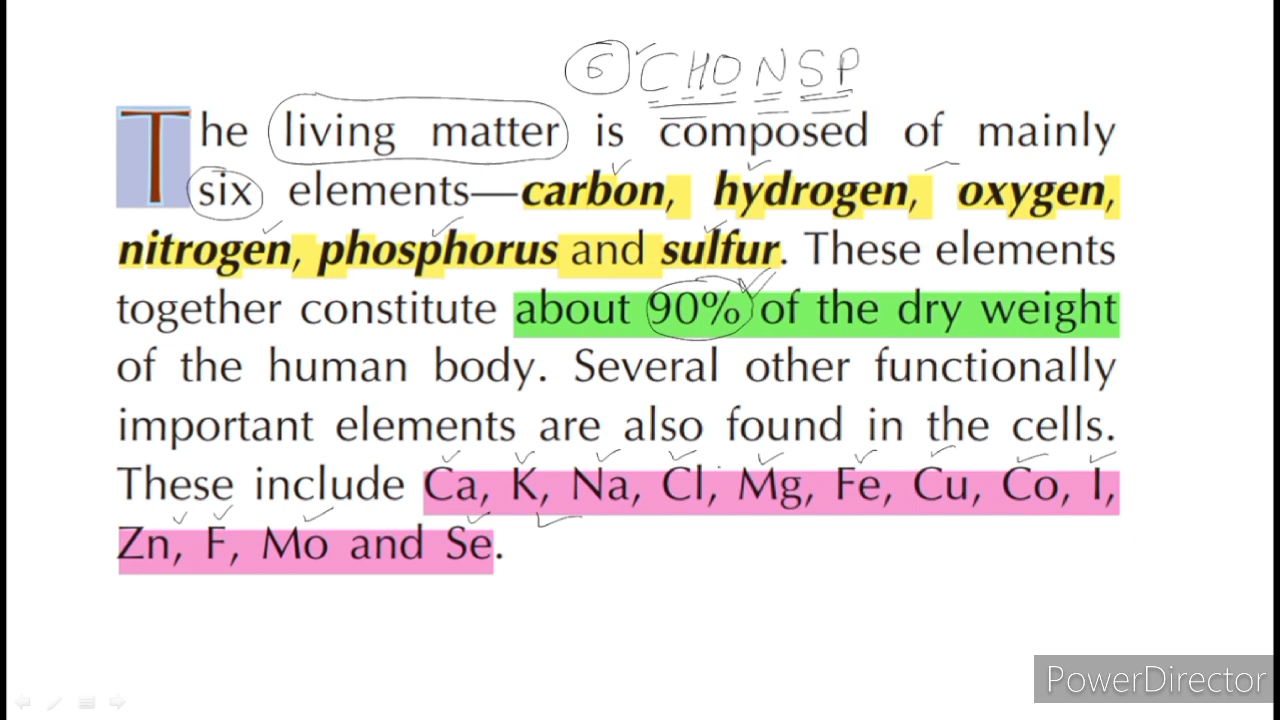 6 CHONSP
The living matter is composed of mainly
six elements—carbon, hydrogen, oxygen,
nitrogen, phosphorus and sulfur. These elements
together constitute about 90% of the dry weight
of the human body. Several other functionally
important elements are also found in the cells.
These include Ca, K, Na, Cl, Mg, Fe, Cu, Co, I,
Zn, F, Mo and Se.
PowerDirector